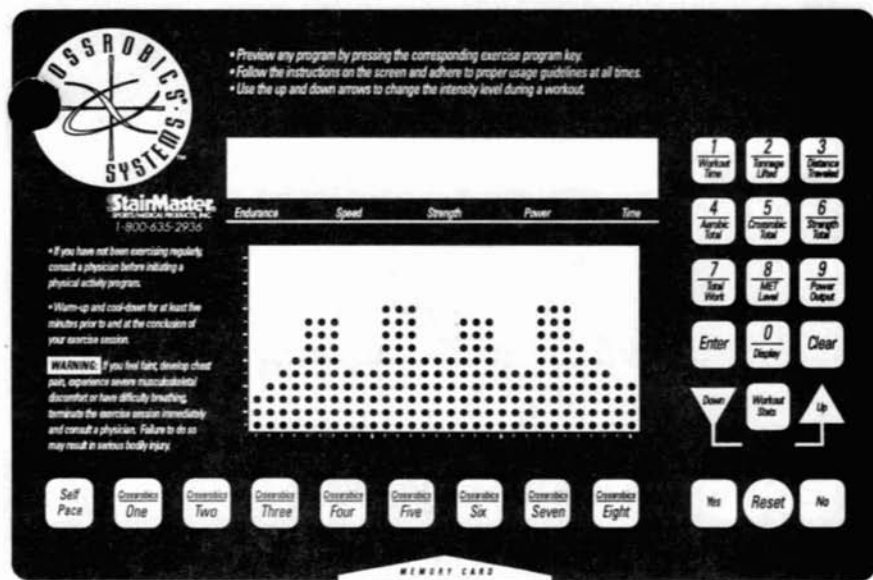 CROSSROBICS®
SYSTEMS™
• Preview any program by pressing the corresponding exercise program key.
• Follow the instructions on the screen and adhere to proper usage guidelines at all times.
• Use the up and down arrows to change the intensity level during a workout.
StairMaster
SPORTS/MEDICAL PRODUCTS, INC.
1-800-635-2936
Endurance Speed Strength Power Time
• If you have not been exercising regularly,
consult a physician before initiating a
physical activity program.
• Warm-up and cool-down for at least five
minutes prior to and at the conclusion of
your exercise session.
WARNING: If you feel faint, develop chest
pain, experience severe musculoskeletal
discomfort or have difficulty breathing,
terminate the exercise session immediately
and consult a physician. Failure to do so
may result in serious bodily injury.
1 2 3
Workout Time Tonnage Lifted Distance Traveled
4 5 6
Aerobic Total Crossrobic Total Strength Total
7 8 9
Total Work MET Level Power Output
Enter 0 Display Clear
Down Workout Stats Up
Self Pace
Crossrobics One
Crossrobics Two
Crossrobics Three
Crossrobics Four
Crossrobics Five
Crossrobics Six
Crossrobics Seven
Crossrobics Eight
Yes Reset No
MEMORY CARD